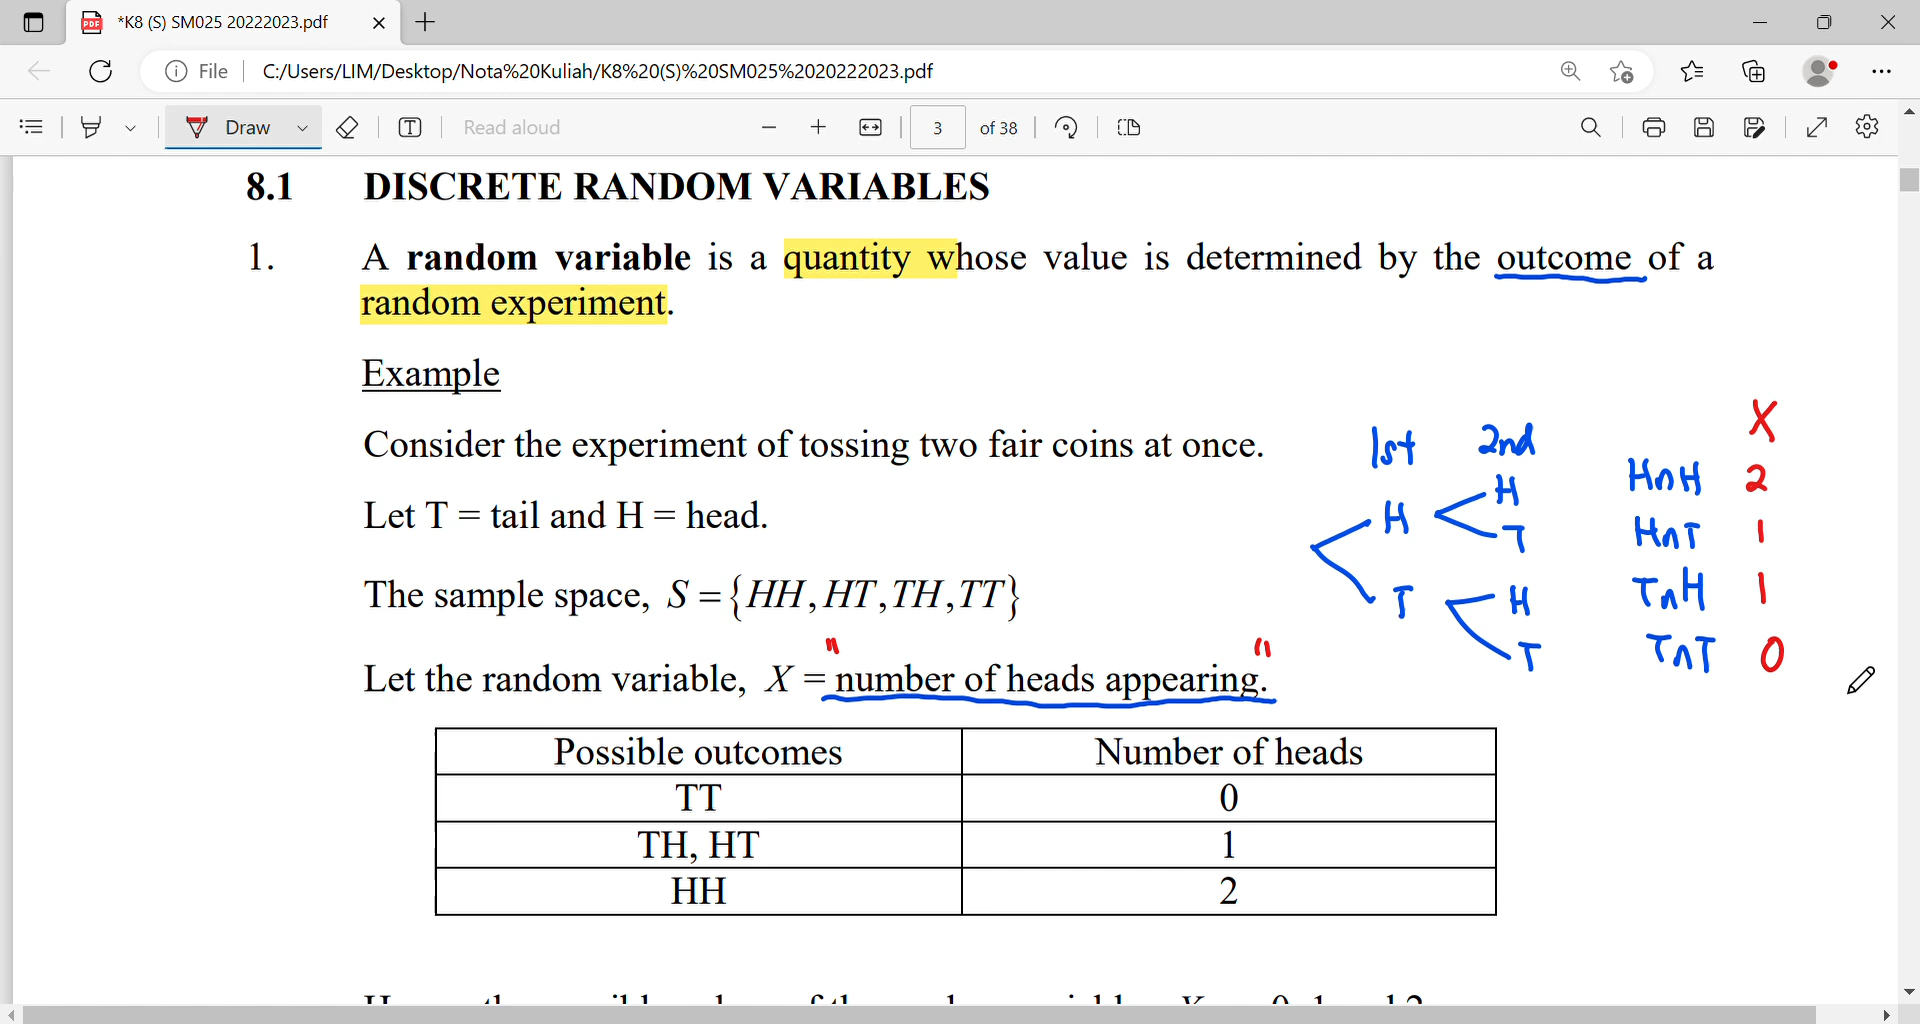 *K8 (S) SM025 20222023.pdf
File C:/Users/LIM/Desktop/Nota%20Kuliah/K8%20(S)%20SM025%2020222023.pdf
Draw Read aloud 3 of 38
8.1 DISCRETE RANDOM VARIABLES
1. A random variable is a quantity whose value is determined by the outcome of a
random experiment.
Example
Consider the experiment of tossing two fair coins at once.
Let T = tail and H = head.
The sample space, S = {HH, HT, TH, TT}
Let the random variable, X = "number of heads appearing."
1st 2nd X
H H H∩H 2
T H∩T 1
T H T∩H 1
T T∩T 0
Possible outcomes Number of heads
TT 0
TH, HT 1
HH 2